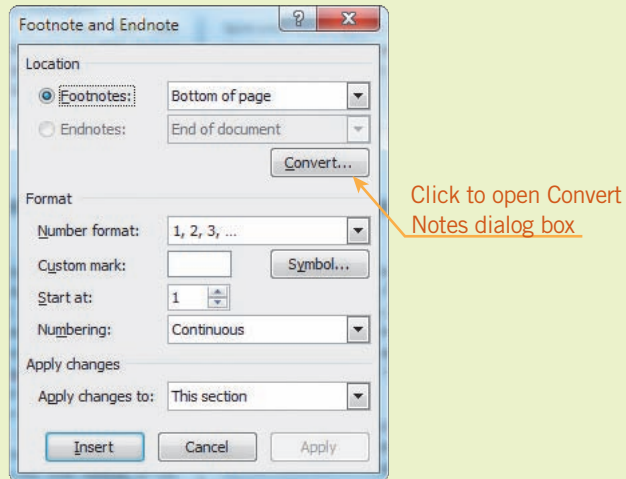 Footnote and Endnote
Location
Footnotes: Bottom of page
Endnotes: End of document
Convert...
Click to open Convert
Notes dialog box
Format
Number format: 1, 2, 3, ...
Custom mark: Symbol...
Start at: 1
Numbering: Continuous
Apply changes
Apply changes to: This section
Insert Cancel Apply